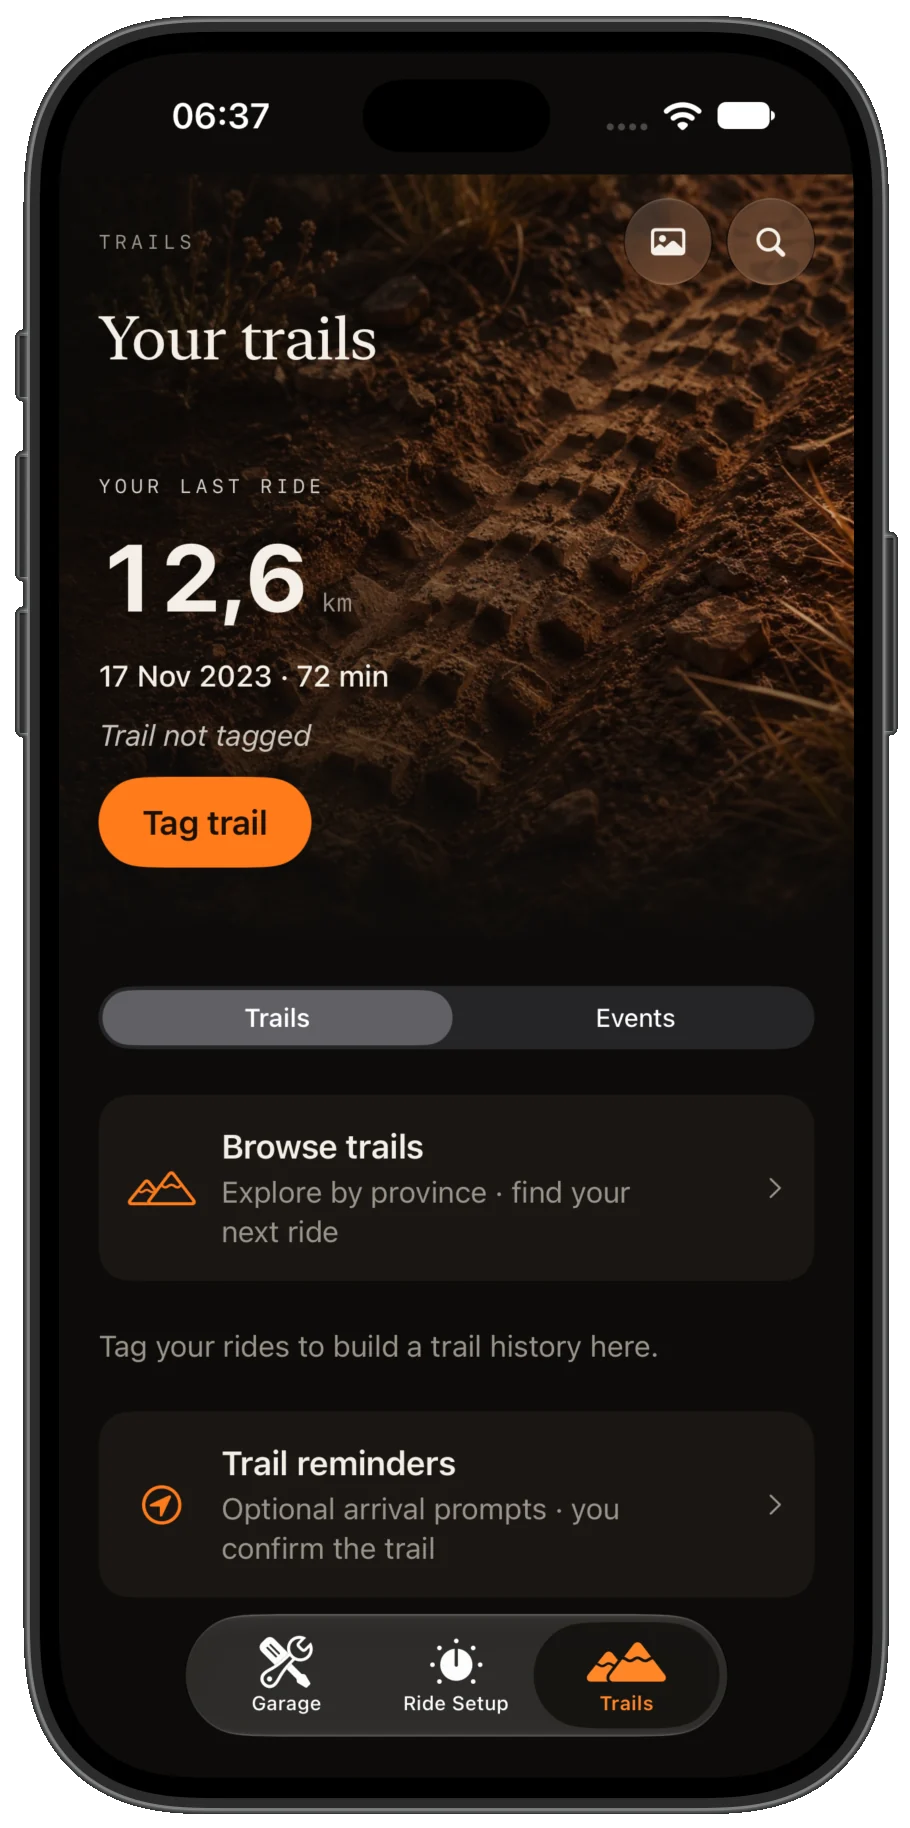 06:37
TRAILS
Your trails
YOUR LAST RIDE
12,6 km
17 Nov 2023 · 72 min
Trail not tagged
Tag trail
Trails
Events
Browse trails
Explore by province · find your
next ride
Tag your rides to build a trail history here.
Trail reminders
Optional arrival prompts · you
confirm the trail
Garage
Ride Setup
Trails